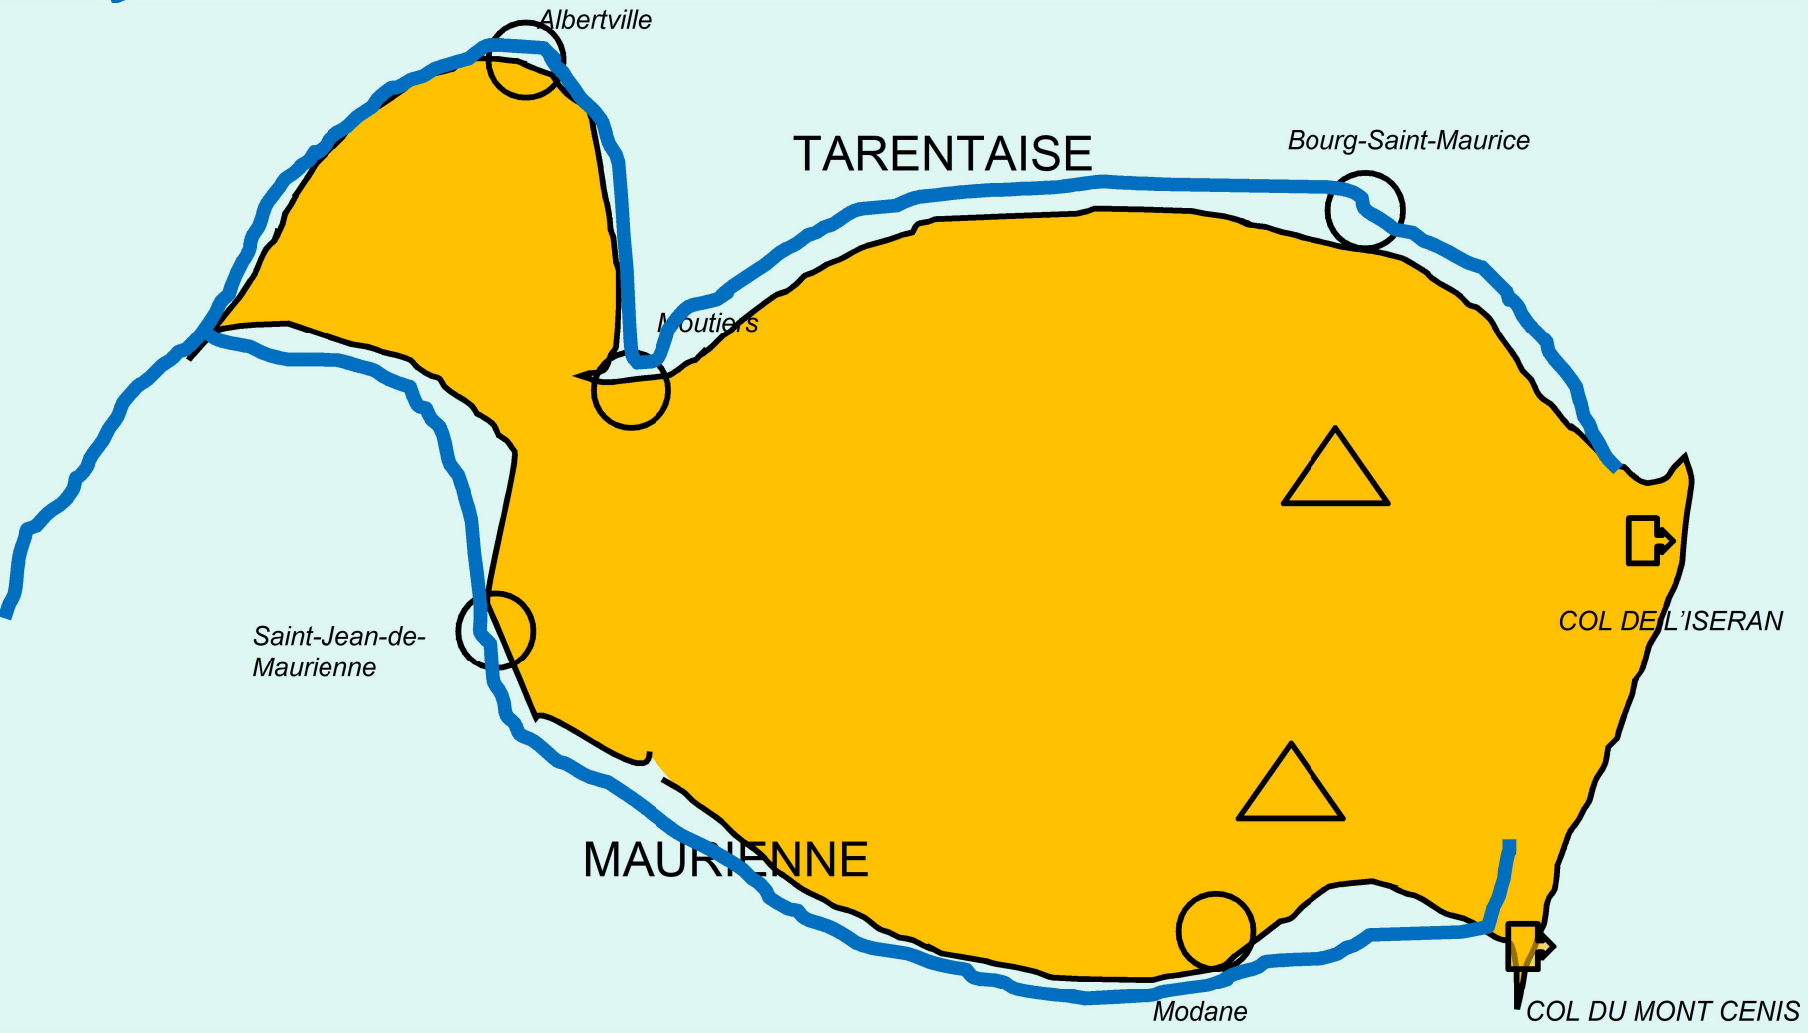 Albertville
TARENTAISE
Bourg-Saint-Maurice
Moutiers
COL DE L'ISERAN
Saint-Jean-de-
Maurienne
MAURIENNE
Modane
COL DU MONT CENIS